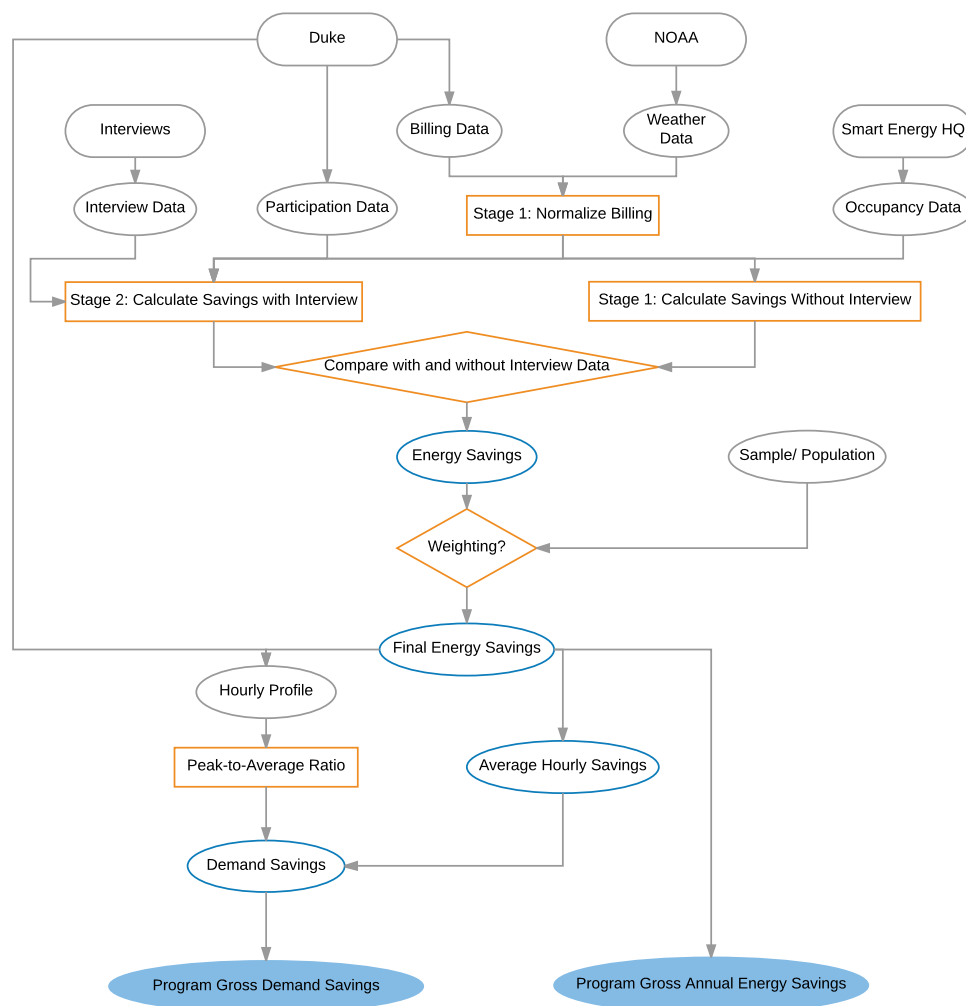 Duke
NOAA
Interviews
Billing Data
Weather
Data
Smart Energy HQ
Interview Data
Participation Data
Stage 1: Normalize Billing
Occupancy Data
Stage 2: Calculate Savings with Interview
Stage 1: Calculate Savings Without Interview
Compare with and without Interview Data
Energy Savings
Sample/ Population
Weighting?
Final Energy Savings
Hourly Profile
Peak-to-Average Ratio
Average Hourly Savings
Demand Savings
Program Gross Demand Savings
Program Gross Annual Energy Savings